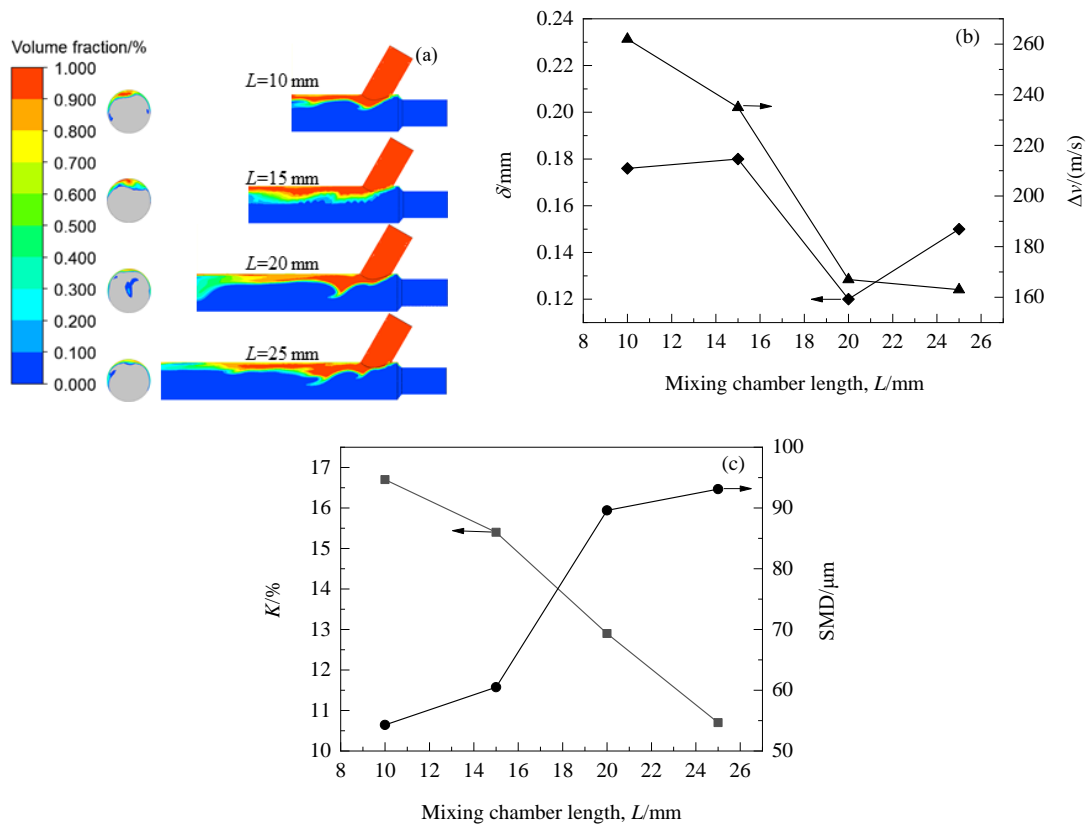 Volume fraction/%
1.000
0.900
0.800
0.700
0.600
0.500
0.400
0.300
0.200
0.100
0.000
(a)
L=10 mm
L=15 mm
L=20 mm
L=25 mm
(b)
δ/mm
0.24
0.22
0.20
0.18
0.16
0.14
0.12
8 10 12 14 16 18 20 22 24 26
Mixing chamber length, L/mm
260
240
220
200
180
160
Δv/(m/s)
(c)
K/%
17
16
15
14
13
12
11
10
8 10 12 14 16 18 20 22 24 26
Mixing chamber length, L/mm
100
90
80
70
60
50
SMD/μm